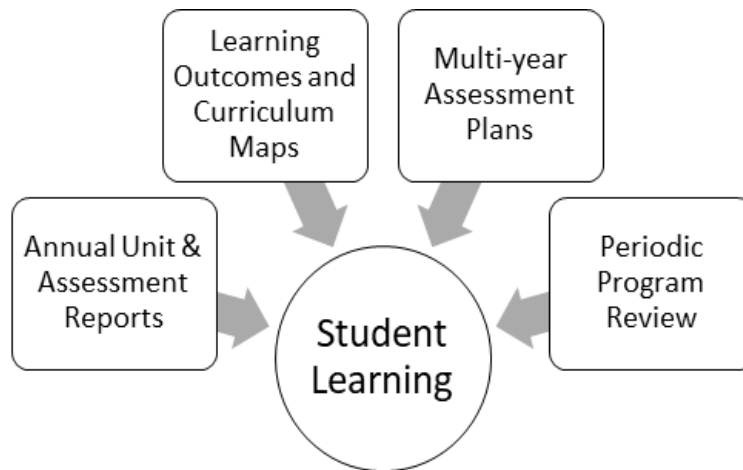 Learning
Outcomes and
Curriculum
Maps
Multi-year
Assessment
Plans
Annual Unit &
Assessment
Reports
Periodic
Program
Review
Student
Learning